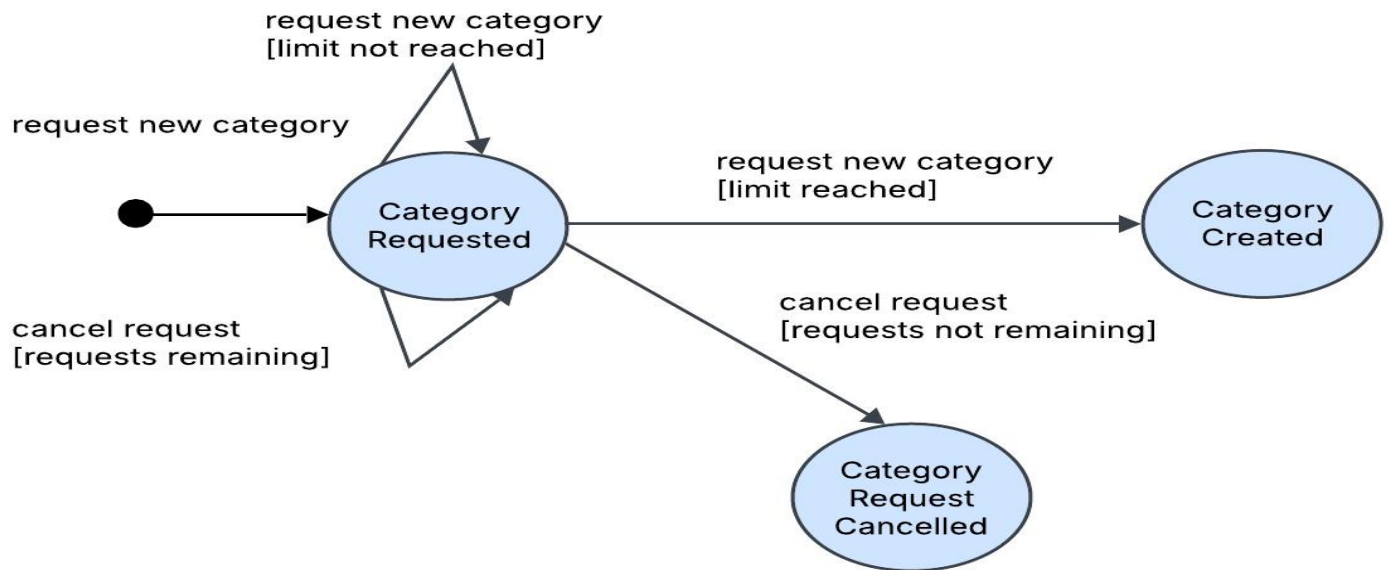 request new category
[limit not reached]
request new category
request new category
[limit reached]
Category
Requested
Category
Created
cancel request
[requests remaining]
cancel request
[requests not remaining]
Category
Request
Cancelled